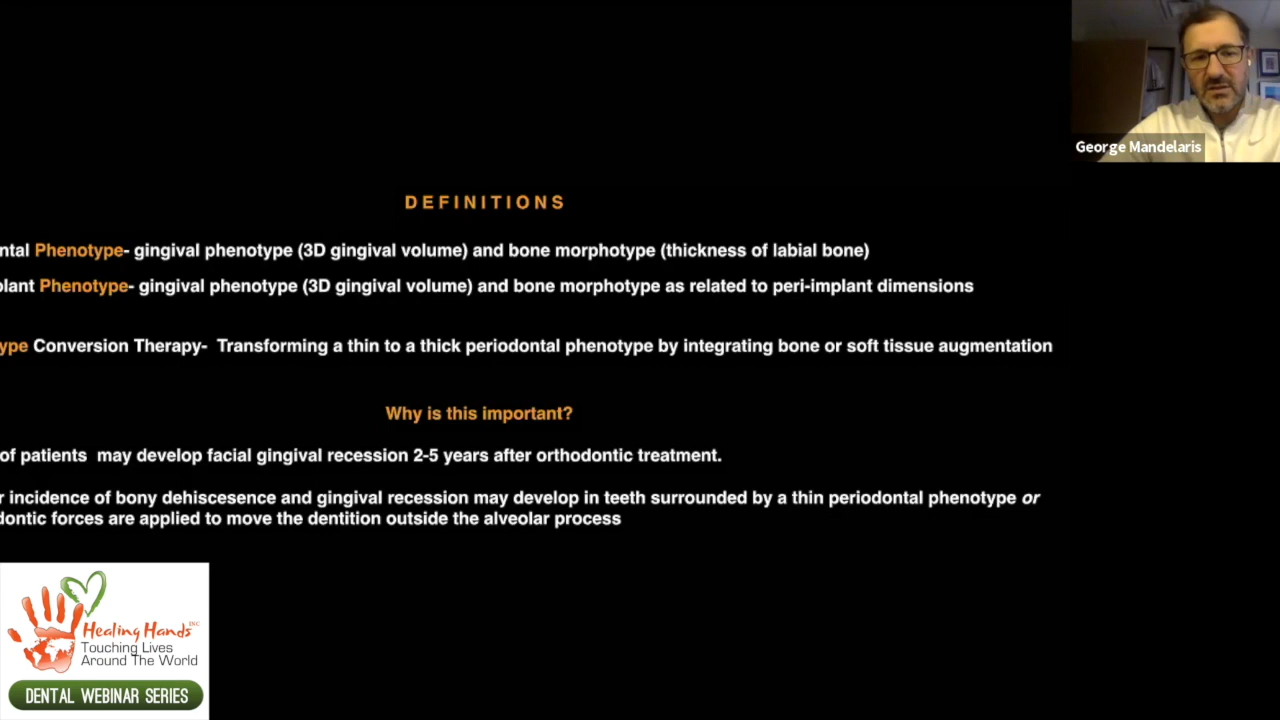 George Mandelaris
DEFINITIONS
ntal Phenotype- gingival phenotype (3D gingival volume) and bone morphotype (thickness of labial bone)
plant Phenotype- gingival phenotype (3D gingival volume) and bone morphotype as related to peri-implant dimensions
ype Conversion Therapy- Transforming a thin to a thick periodontal phenotype by integrating bone or soft tissue augmentation
Why is this important?
of patients may develop facial gingival recession 2-5 years after orthodontic treatment.
r incidence of bony dehiscesence and gingival recession may develop in teeth surrounded by a thin periodontal phenotype or
dontic forces are applied to move the dentition outside the alveolar process
Healing Hands INC
Touching Lives
Around The World
DENTAL WEBINAR SERIES